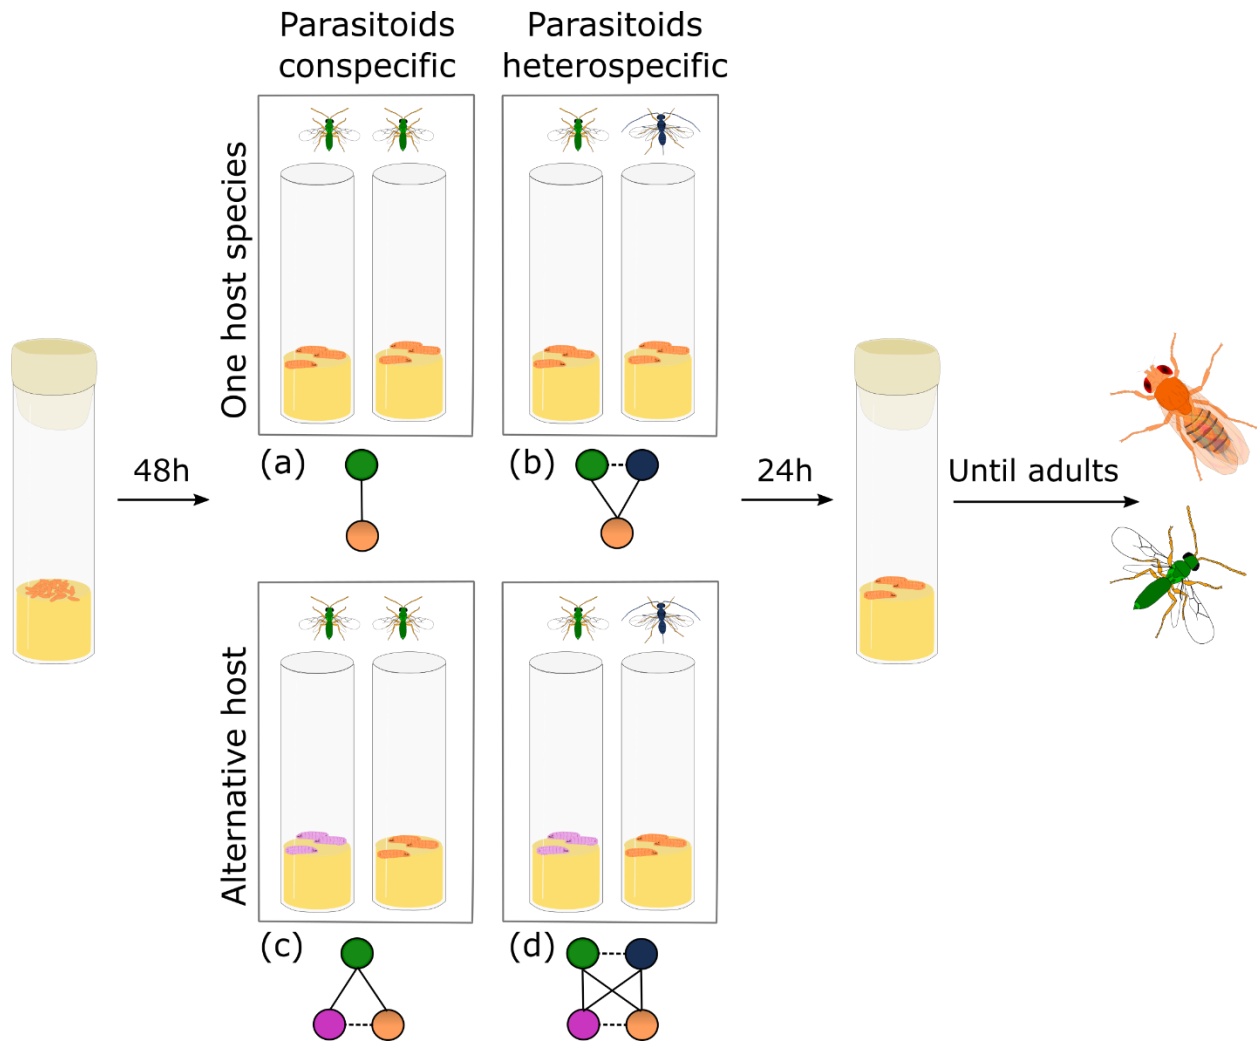 Parasitoids
conspecific
Parasitoids
heterospecific
One host species
48h
(a)
(b)
24h
Until adults
Alternative host
(c)
(d)